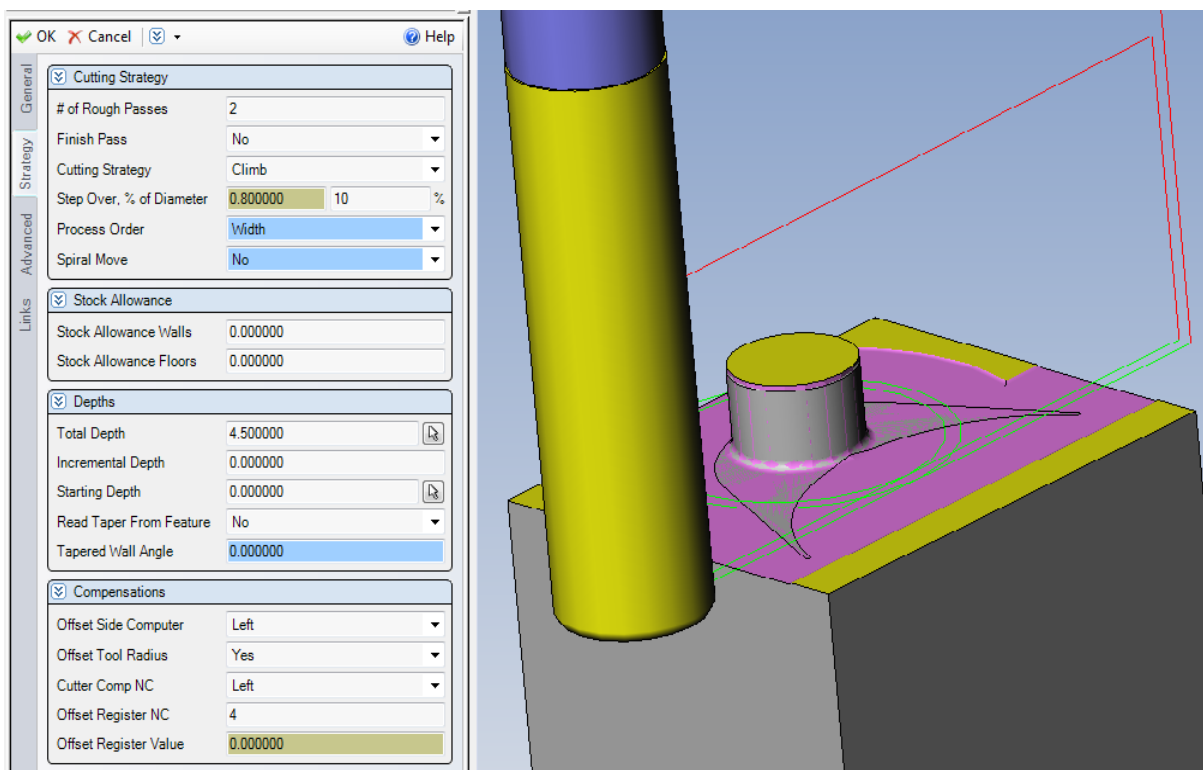 OK Cancel Help
General
Strategy
Advanced
Links
Cutting Strategy
# of Rough Passes 2
Finish Pass No
Cutting Strategy Climb
Step Over, % of Diameter 0.800000 10 %
Process Order Width
Spiral Move No
Stock Allowance
Stock Allowance Walls 0.000000
Stock Allowance Floors 0.000000
Depths
Total Depth 4.500000
Incremental Depth 0.000000
Starting Depth 0.000000
Read Taper From Feature No
Tapered Wall Angle 0.000000
Compensations
Offset Side Computer Left
Offset Tool Radius Yes
Cutter Comp NC Left
Offset Register NC 4
Offset Register Value 0.000000